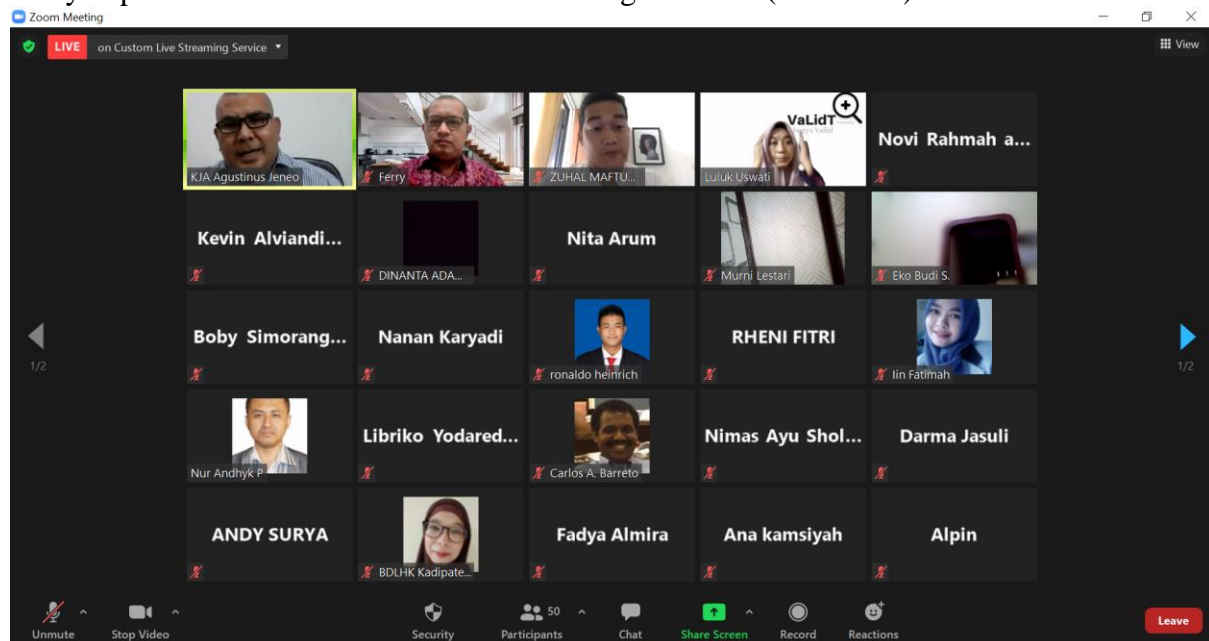 Zoom Meeting
LIVE on Custom Live Streaming Service
View
KJA Agustinus Jeneo
Ferry
ZUHAL MAFTU...
VaLidT
Always Valid
Luluk Uswati
Novi Rahmah a...
Kevin Alviandi...
DINANTA ADA...
Nita Arum
Murni Lestari
Eko Budi S.
Boby Simorang...
Nanan Karyadi
ronaldo heinrich
RHENI FITRI
Iin Fatimah
1/2
1/2
Nur Andhyk P
Libriko Yodared...
Carlos A. Barreto
Nimas Ayu Shol...
Darma Jasuli
ANDY SURYA
BDLHK Kadipate...
Fadya Almira
Ana kamsiyah
Alpin
Unmute
Stop Video
Security
50
Participants
Chat
Share Screen
Record
Reactions
Leave